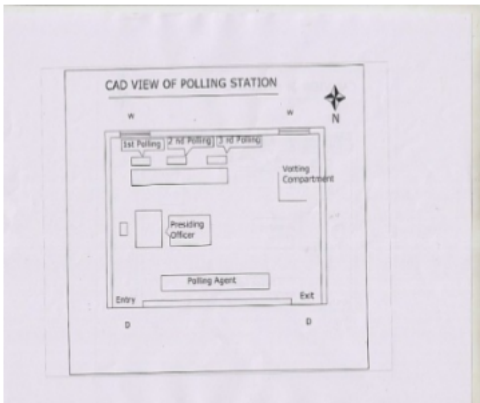 CAD VIEW OF POLLING STATION
N
W
W
1st Polling
2 nd Polling
3 rd Polling
Votting
Compartment
Presiding
Officer
Polling Agent
Entry
Exit
D
D